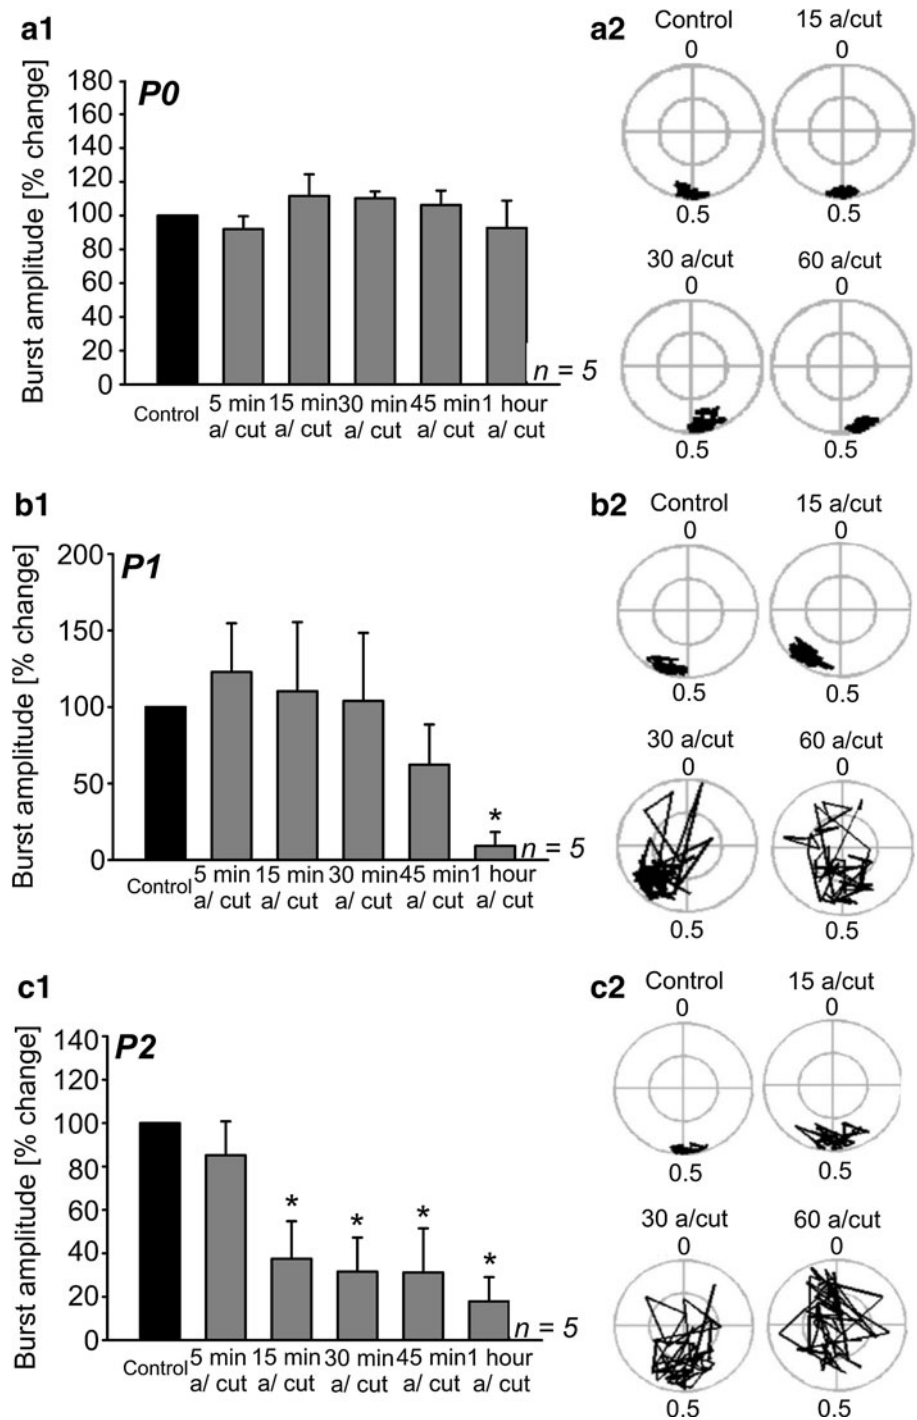 a1
Burst amplitude [% change]
180
160
140
120
100
80
60
40
20
0
P0
Control
5 min a/ cut
15 min a/ cut
30 min a/ cut
45 min a/ cut
1 hour a/ cut
n = 5
a2
Control
0
0.5
15 a/cut
0
0.5
30 a/cut
0
0.5
60 a/cut
0
0.5
b1
Burst amplitude [% change]
200
150
100
50
0
P1
*
Control
5 min a/ cut
15 min a/ cut
30 min a/ cut
45 min a/ cut
1 hour a/ cut
n = 5
b2
Control
0
0.5
15 a/cut
0
0.5
30 a/cut
0
0.5
60 a/cut
0
0.5
c1
Burst amplitude [% change]
140
120
100
80
60
40
20
0
P2
*
*
*
*
Control
5 min a/ cut
15 min a/ cut
30 min a/ cut
45 min a/ cut
1 hour a/ cut
n = 5
c2
Control
0
0.5
15 a/cut
0
0.5
30 a/cut
0
0.5
60 a/cut
0
0.5